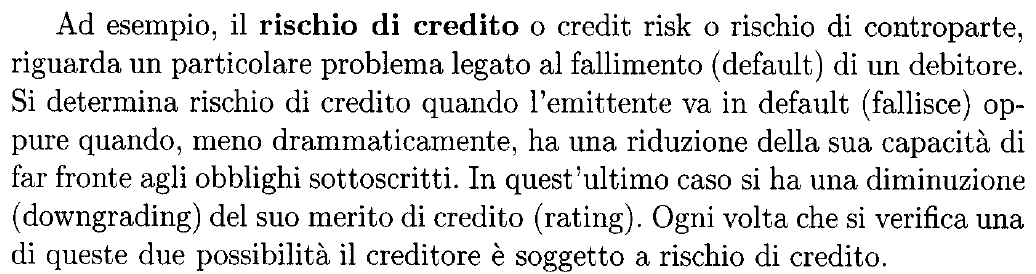 Ad esempio, il rischio di credito o credit risk o rischio di controparte,
riguarda un particolare problema legato al fallimento (default) di un debitore.
Si determina rischio di credito quando l'emittente va in default (fallisce) op-
pure quando, meno drammaticamente, ha una riduzione della sua capacità di
far fronte agli obblighi sottoscritti. In quest'ultimo caso si ha una diminuzione
(downgrading) del suo merito di credito (rating). Ogni volta che si verifica una
di queste due possibilità il creditore è soggetto a rischio di credito.